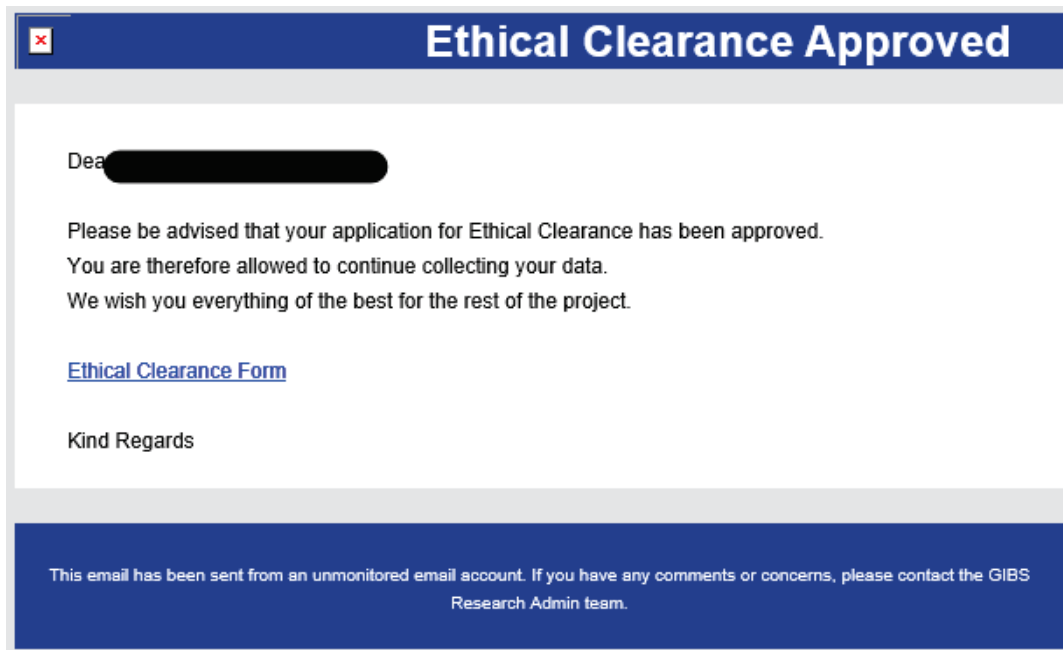 Ethical Clearance Approved
Dea
Please be advised that your application for Ethical Clearance has been approved.
You are therefore allowed to continue collecting your data.
We wish you everything of the best for the rest of the project.
Ethical Clearance Form
Kind Regards
This email has been sent from an unmonitored email account. If you have any comments or concerns, please contact the GIBS
Research Admin team.